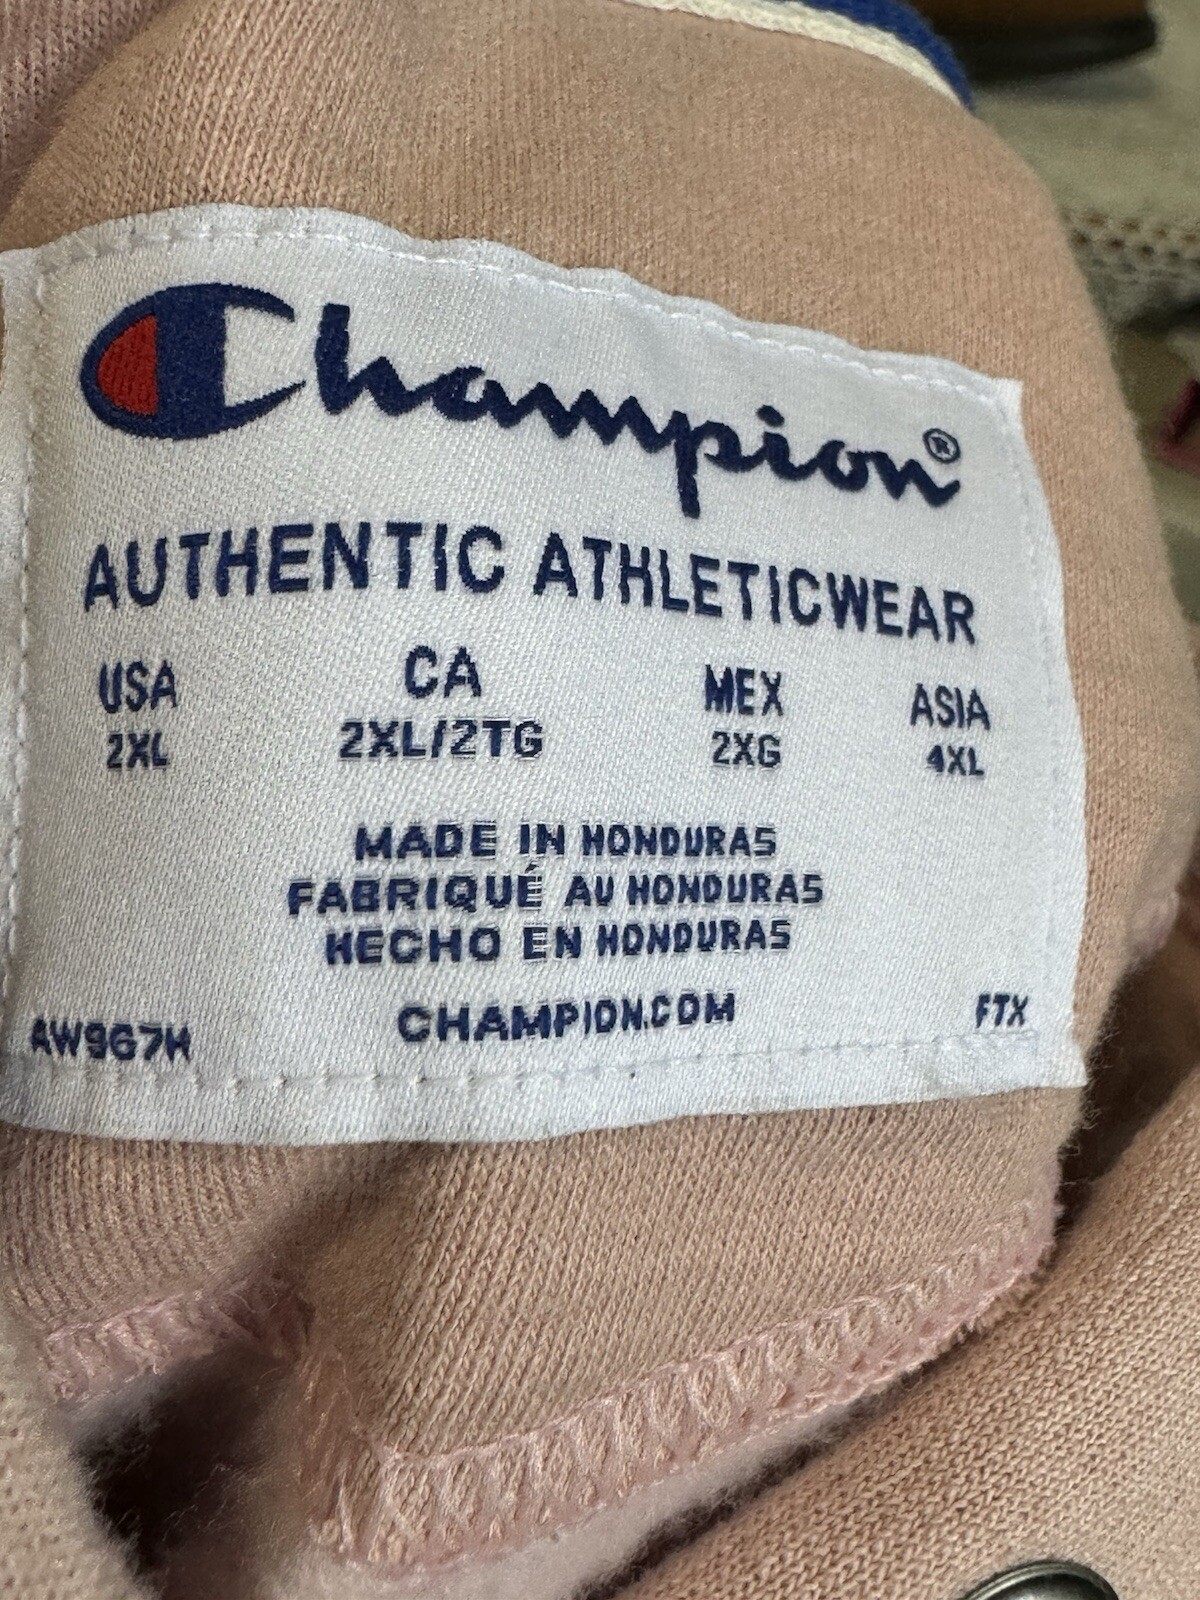 Champion®
AUTHENTIC ATHLETICWEAR
USA CA MEX ASIA
2XL 2XL/2TG 2XG 4XL
MADE IN HONDURAS
FABRIQUÉ AU HONDURAS
HECHO EN HONDURAS
AW967H CHAMPION.COM FTX